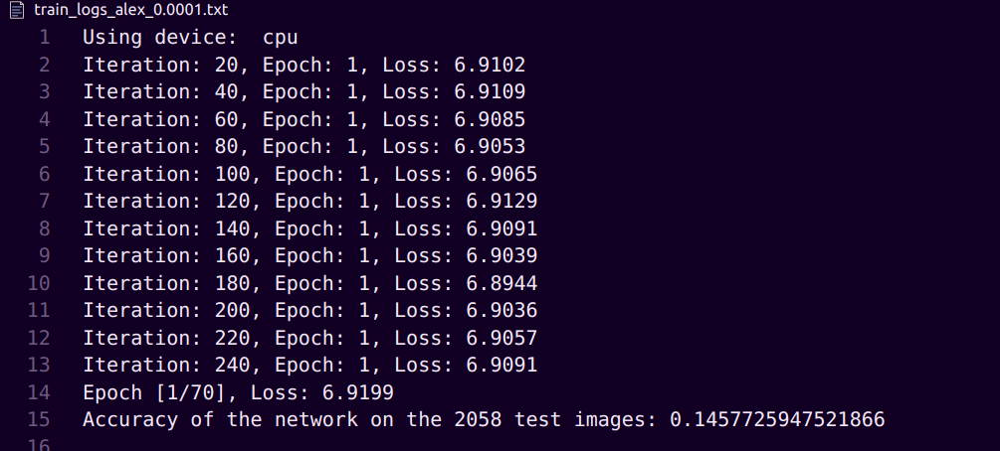 train_logs_alex_0.0001.txt
1 Using device:  cpu
2 Iteration: 20, Epoch: 1, Loss: 6.9102
3 Iteration: 40, Epoch: 1, Loss: 6.9109
4 Iteration: 60, Epoch: 1, Loss: 6.9085
5 Iteration: 80, Epoch: 1, Loss: 6.9053
6 Iteration: 100, Epoch: 1, Loss: 6.9065
7 Iteration: 120, Epoch: 1, Loss: 6.9129
8 Iteration: 140, Epoch: 1, Loss: 6.9091
9 Iteration: 160, Epoch: 1, Loss: 6.9039
10 Iteration: 180, Epoch: 1, Loss: 6.8944
11 Iteration: 200, Epoch: 1, Loss: 6.9036
12 Iteration: 220, Epoch: 1, Loss: 6.9057
13 Iteration: 240, Epoch: 1, Loss: 6.9091
14 Epoch [1/70], Loss: 6.9199
15 Accuracy of the network on the 2058 test images: 0.1457725947521866
16